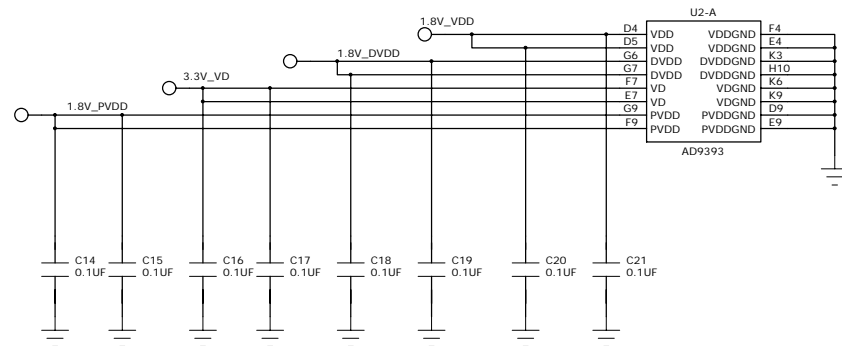 U2-A
1.8V_VDD
D4 VDD VDDGND F4
D5 VDD VDDGND E4
1.8V_DVDD
G6 DVDD DVDDGND K3
G7 DVDD DVDDGND H10
3.3V_VD
F7 VD VDGND K6
E7 VD VDGND K9
1.8V_PVDD
G9 PVDD PVDDGND D9
F9 PVDD PVDDGND E9
AD9393
C14 C15 C16 C17 C18 C19 C20 C21
0.1UF 0.1UF 0.1UF 0.1UF 0.1UF 0.1UF 0.1UF 0.1UF